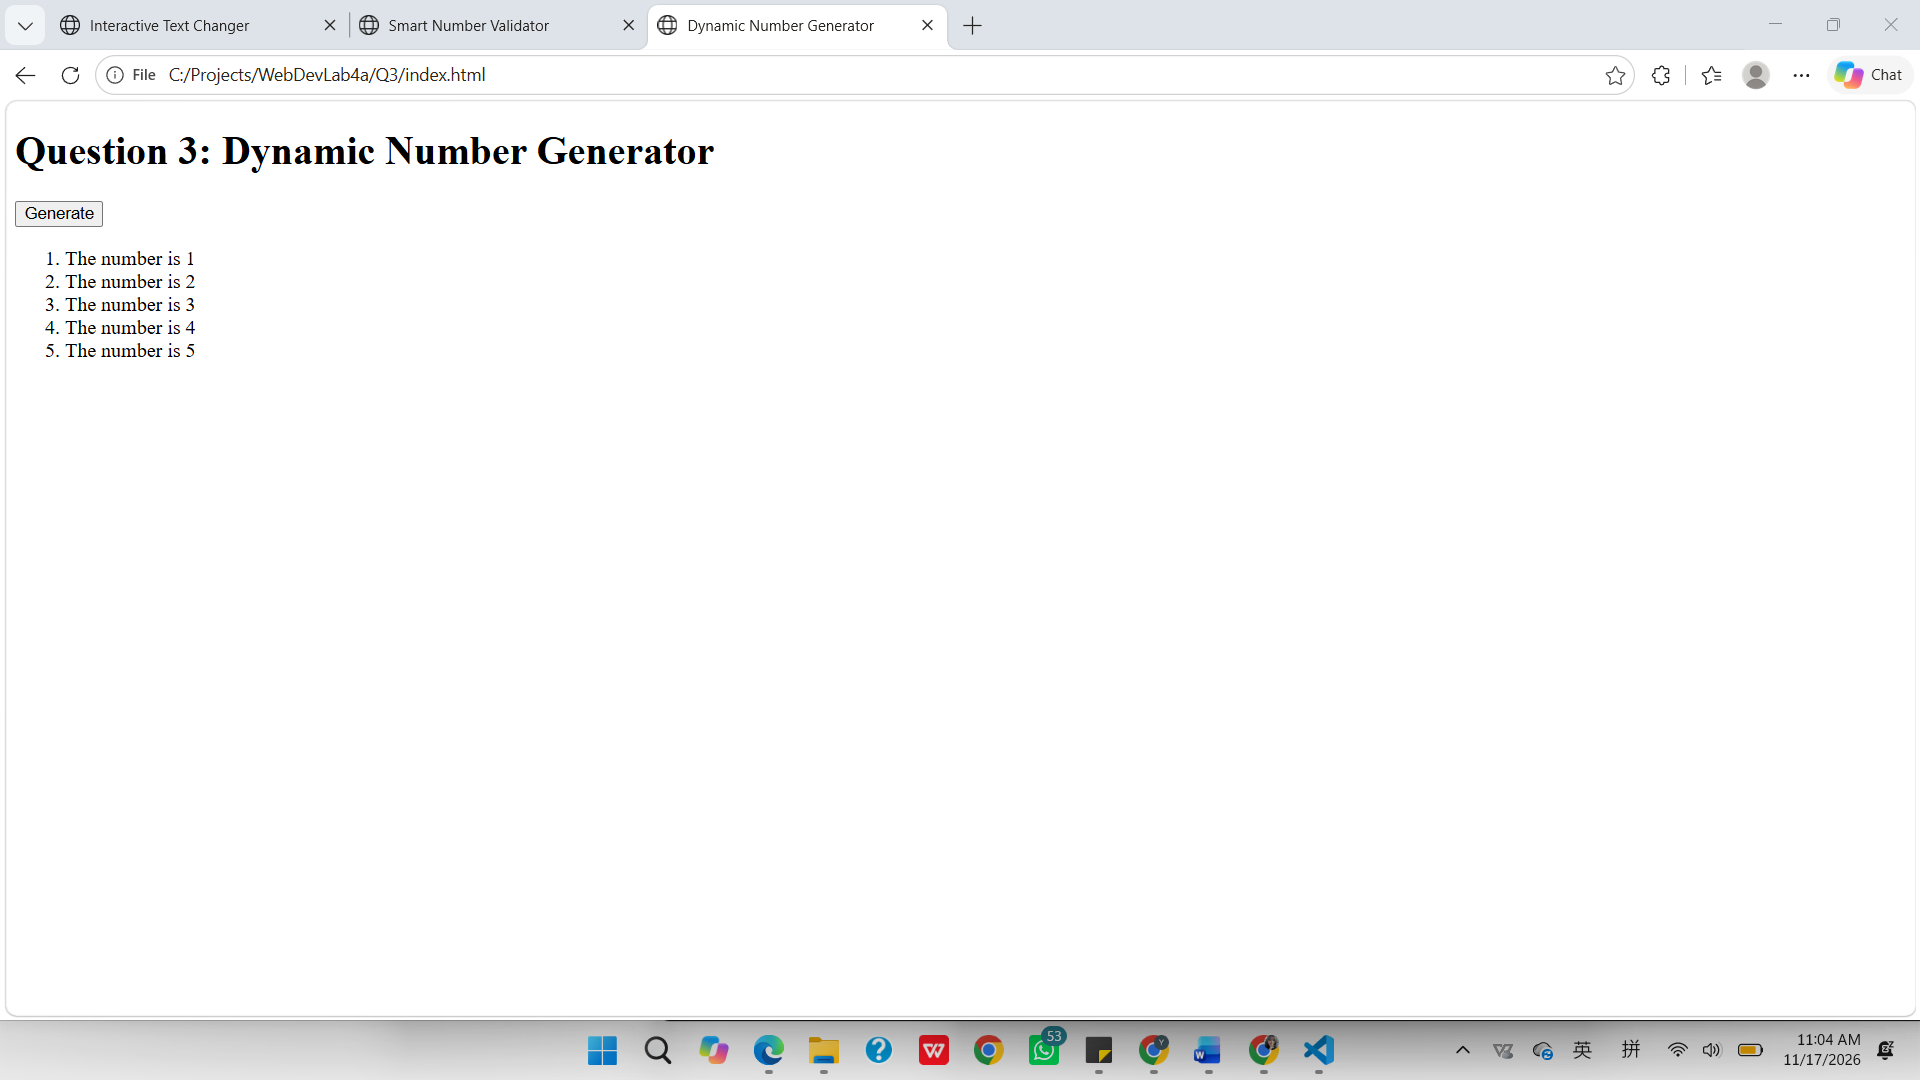 Interactive Text Changer
Smart Number Validator
Dynamic Number Generator
File C:/Projects/WebDevLab4a/Q3/index.html
Chat
Question 3: Dynamic Number Generator
Generate
1. The number is 1
2. The number is 2
3. The number is 3
4. The number is 4
5. The number is 5
53
英
拼
11:04 AM
11/17/2026